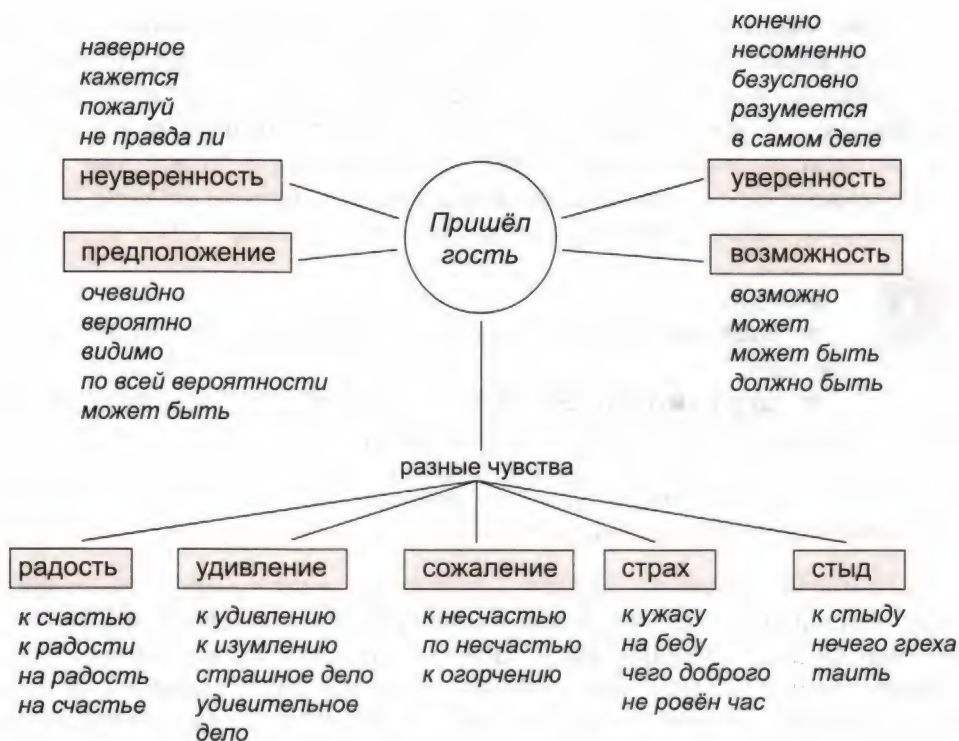 наверное
кажется
пожалуй
не правда ли
неуверенность
конечно
несомненно
безусловно
разумеется
в самом деле
уверенность
Пришёл
гость
предположение
очевидно
вероятно
видимо
по всей вероятности
может быть
возможность
возможно
может
может быть
должно быть
разные чувства
радость
к счастью
к радости
на радость
на счастье
удивление
к удивлению
к изумлению
страшное дело
удивительное
дело
сожаление
к несчастью
по несчастью
к огорчению
страх
к ужасу
на беду
чего доброго
не ровён час
стыд
к стыду
нечего греха
таить